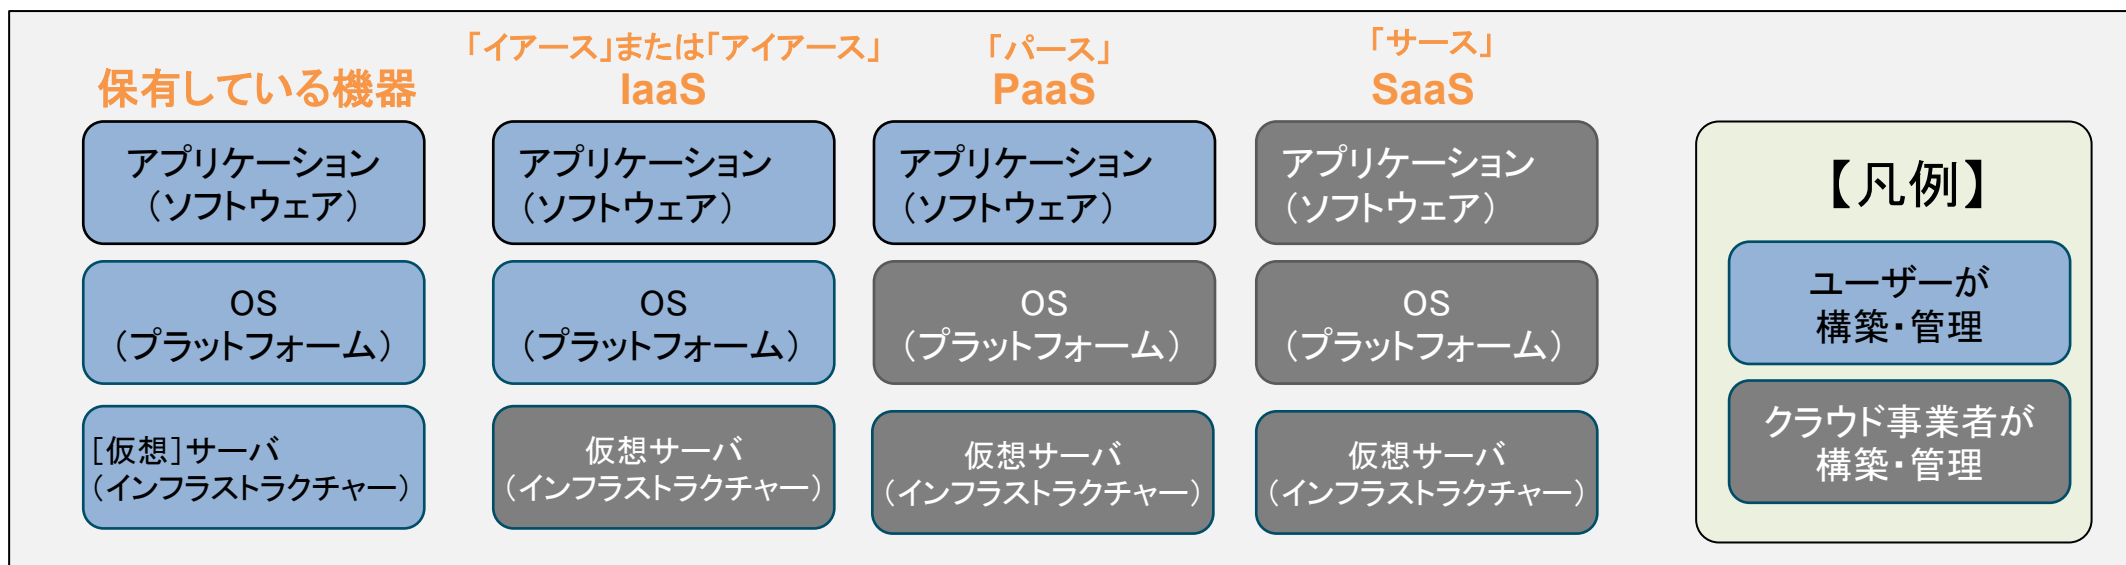 保有している機器
「イアース」または「アイアース」
IaaS
「パース」
PaaS
「サース」
SaaS
アプリケーション
（ソフトウェア）
OS
（プラットフォーム）
[仮想]サーバ
（インフラストラクチャー）
アプリケーション
（ソフトウェア）
OS
（プラットフォーム）
仮想サーバ
（インフラストラクチャー）
アプリケーション
（ソフトウェア）
OS
（プラットフォーム）
仮想サーバ
（インフラストラクチャー）
アプリケーション
（ソフトウェア）
OS
（プラットフォーム）
仮想サーバ
（インフラストラクチャー）
【凡例】
ユーザーが
構築・管理
クラウド事業者が
構築・管理